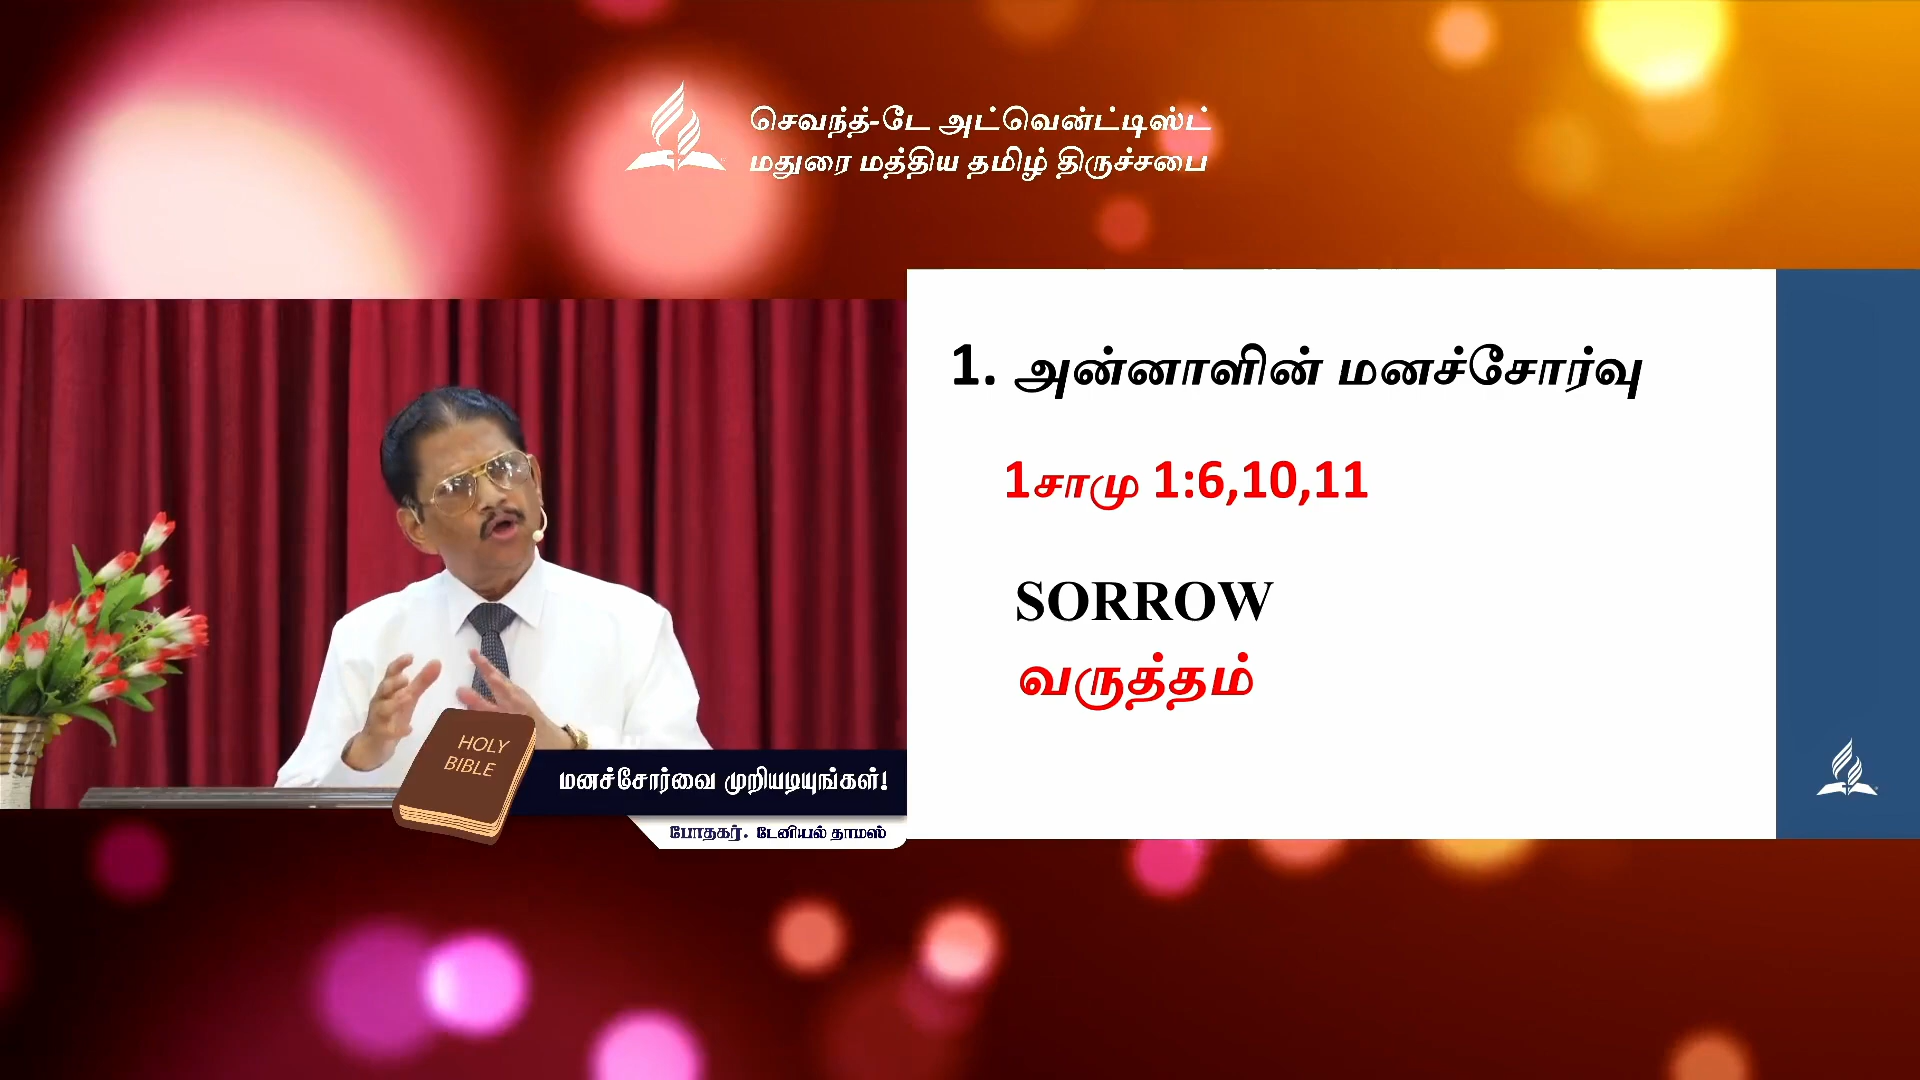 செவந்த்-டே அட்வென்ட்டிஸ்ட்
மதுரை மத்திய தமிழ் திருச்சபை
1. அன்னாளின் மனச்சோர்வு
1சாமு 1:6,10,11
SORROW
வருத்தம்
HOLY
BIBLE
மனச்சோர்வை முறியடியுங்கள்!
போதகர். டேனியல் தாமஸ்